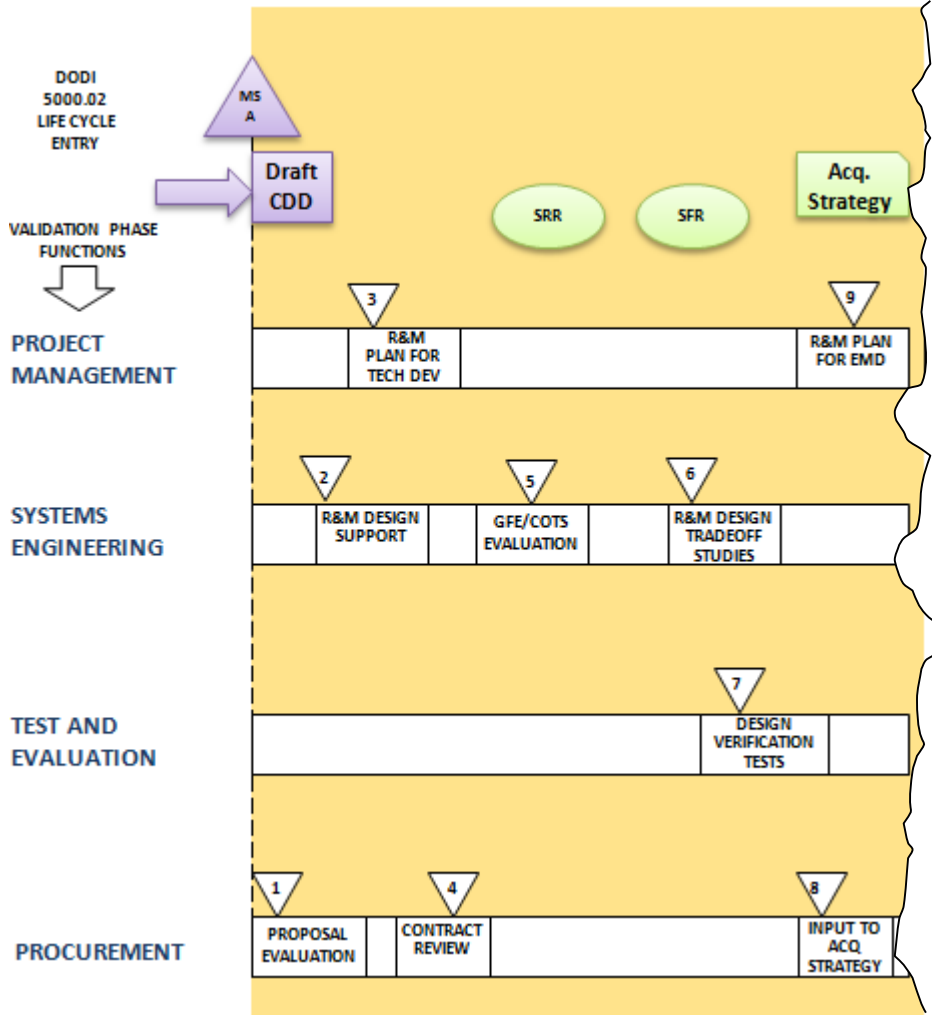 DODI
5000.02
LIFE CYCLE
ENTRY
MS
A
Draft
CDD
SRR
SFR
Acq.
Strategy
VALIDATION PHASE
FUNCTIONS
3
9
PROJECT
MANAGEMENT
R&M
PLAN FOR
TECH DEV
R&M PLAN
FOR EMD
2
5
6
SYSTEMS
ENGINEERING
R&M DESIGN
SUPPORT
GFE/COTS
EVALUATION
R&M DESIGN
TRADEOFF
STUDIES
7
TEST AND
EVALUATION
DESIGN
VERIFICATION
TESTS
1
4
8
PROCUREMENT
PROPOSAL
EVALUATION
CONTRACT
REVIEW
INPUT TO
ACQ
STRATEGY